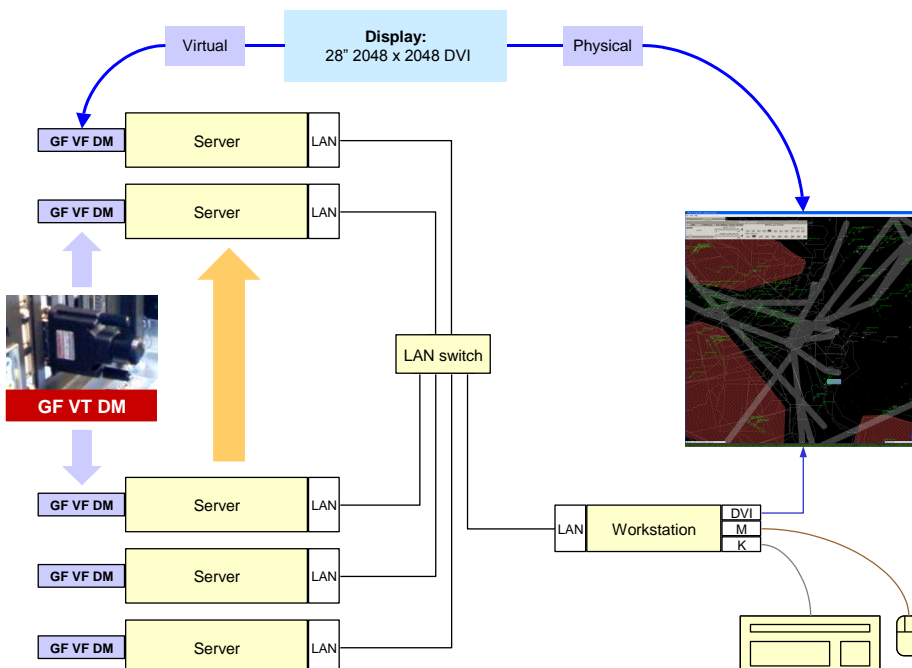 Display:
28” 2048 x 2048 DVI
Virtual
Physical
GF VF DM
Server
LAN
GF VF DM
Server
LAN
GF VT DM
LAN switch
GF VF DM
Server
LAN
GF VF DM
Server
LAN
GF VF DM
Server
LAN
LAN
Workstation
DVI
M
K